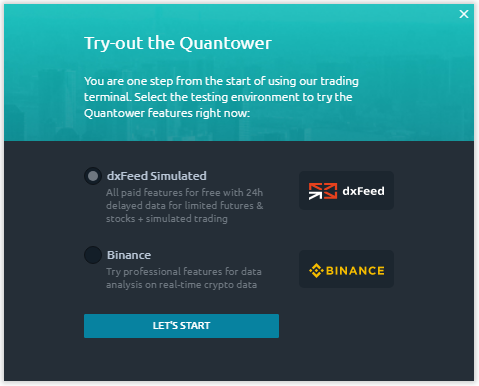 Try-out the Quantower
You are one step from the start of using our trading
terminal. Select the testing environment to try the
Quantower features right now:
dxFeed Simulated
All paid features for free with 24h
delayed data for limited futures &
stocks + simulated trading
dxFeed
Binance
Try professional features for data
analysis on real-time crypto data
BINANCE
LET'S START